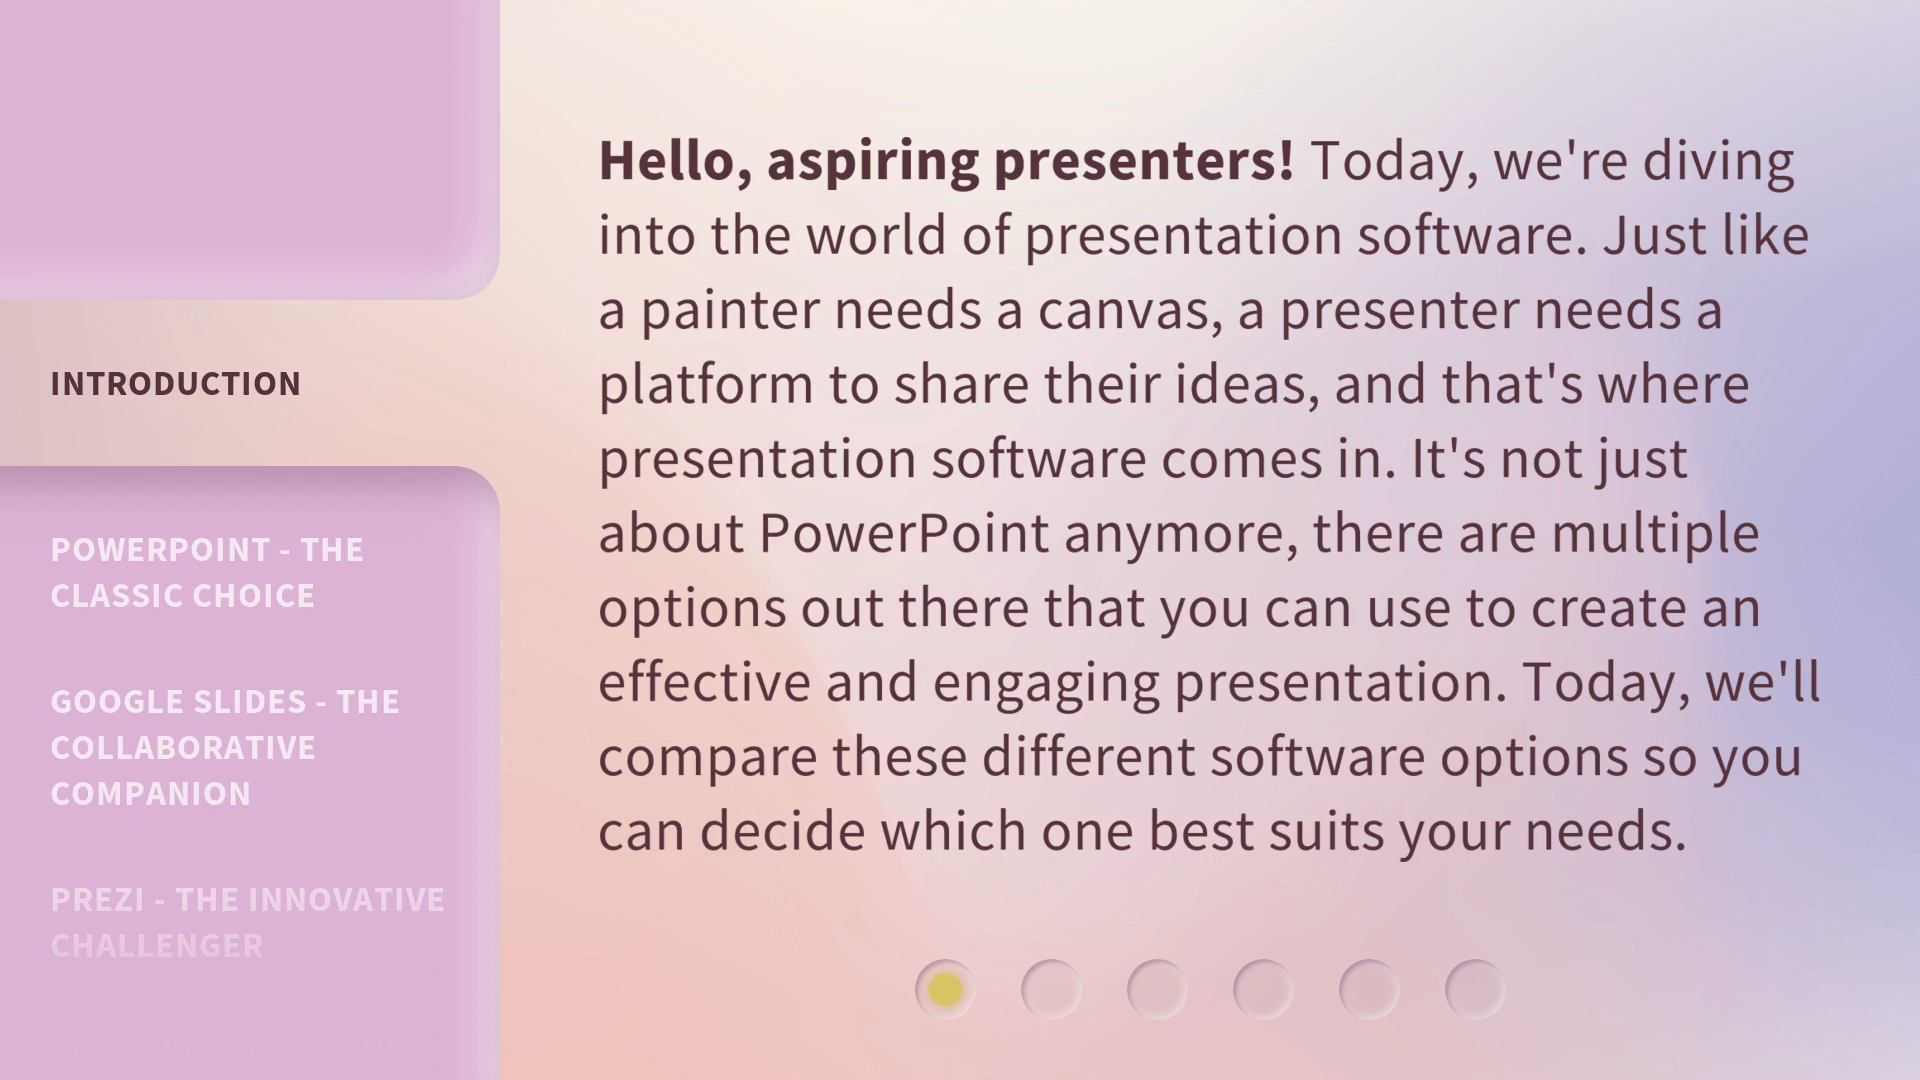 INTRODUCTION
POWERPOINT - THE
CLASSIC CHOICE
GOOGLE SLIDES - THE
COLLABORATIVE
COMPANION
PREZI - THE INNOVATIVE
CHALLENGER
APPLE KEYNOTE - THE
Hello, aspiring presenters! Today, we're diving
into the world of presentation software. Just like
a painter needs a canvas, a presenter needs a
platform to share their ideas, and that's where
presentation software comes in. It's not just
about PowerPoint anymore, there are multiple
options out there that you can use to create an
effective and engaging presentation. Today, we'll
compare these different software options so you
can decide which one best suits your needs.